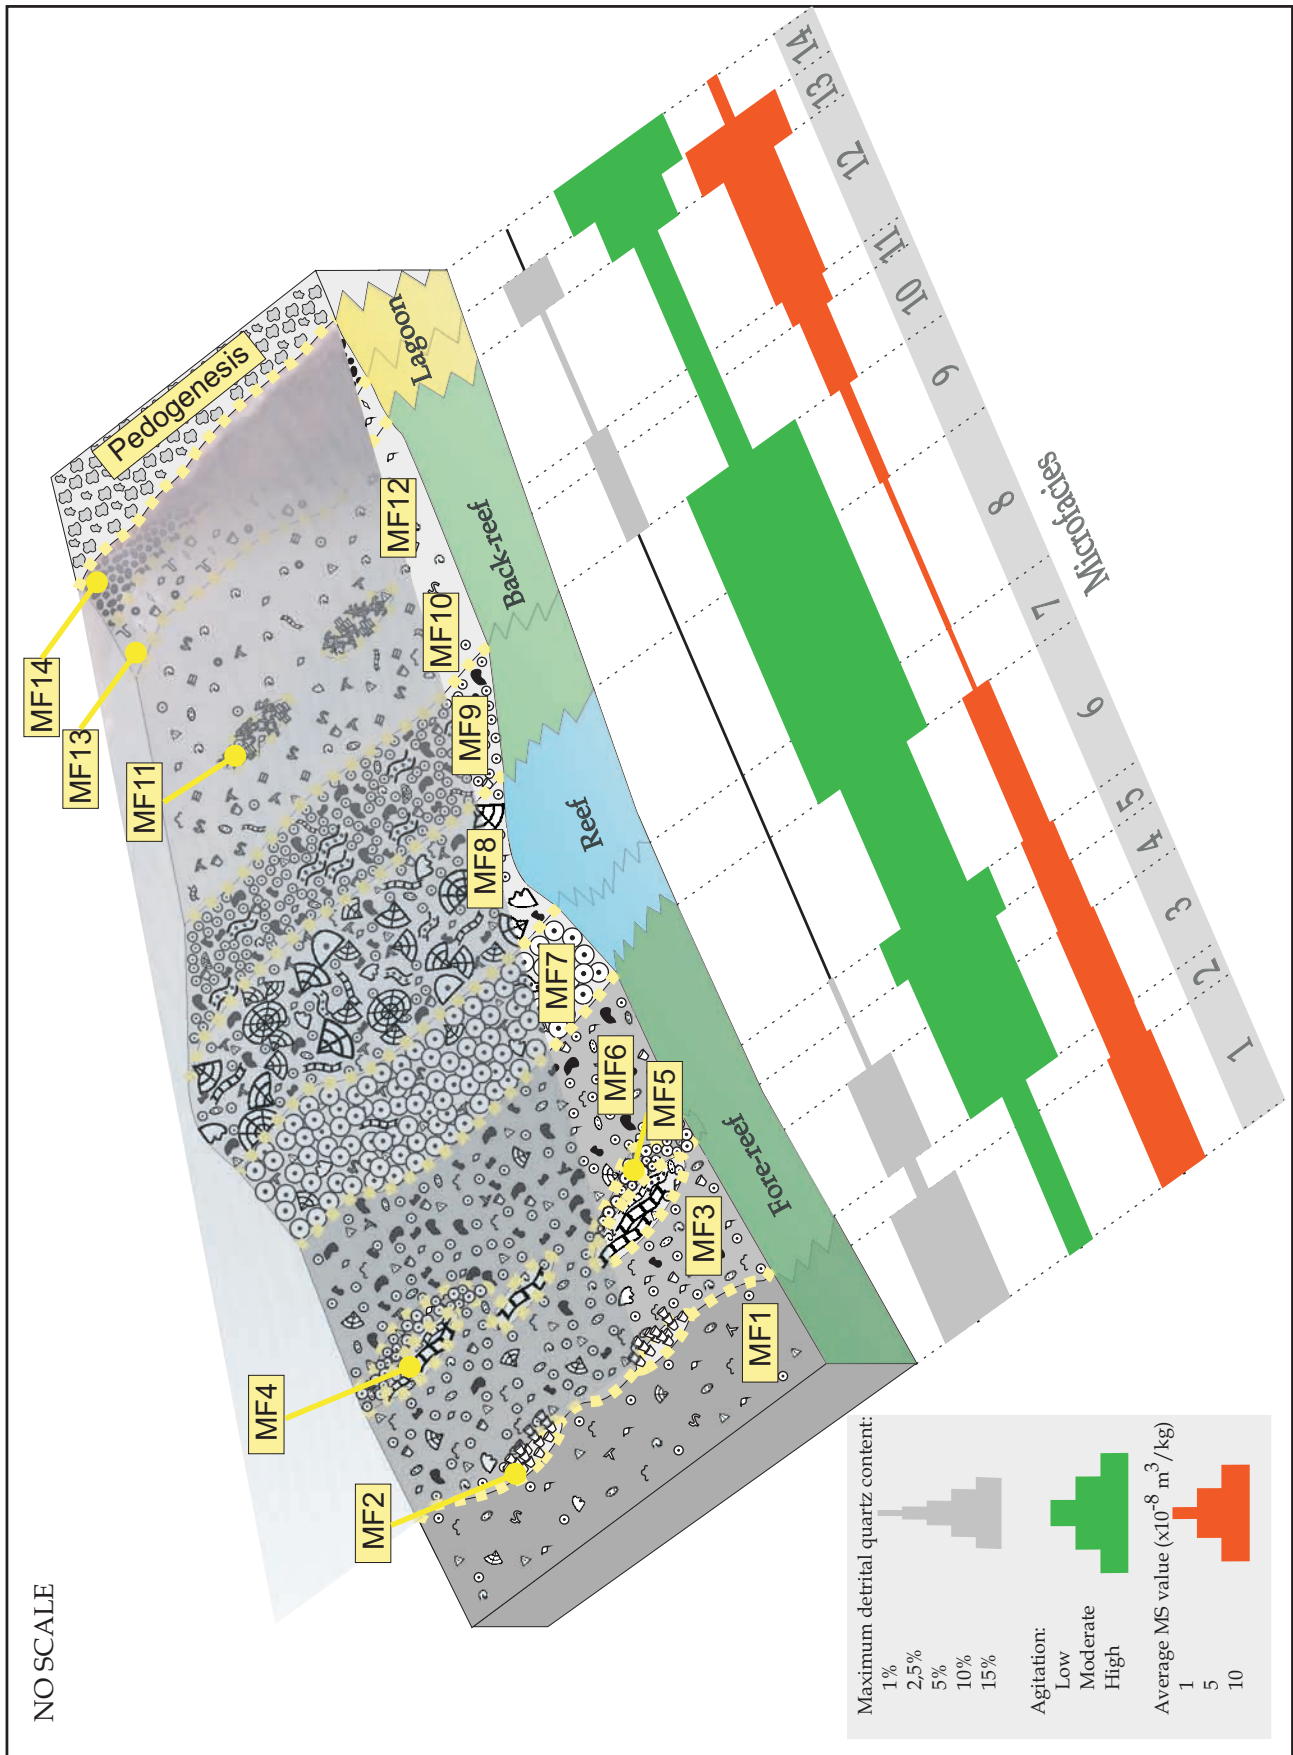 NO SCALE
Pedogenesis
MF14
MF13
MF11
MF12
MF10
MF9
MF8
MF7
MF6
MF5
MF3
MF1
MF4
MF2
Lagoon
Back-reef
Reef
Fore-reef
1 2 3 4 5 6 7 8 9 10 11 12 13 14
Microfacies
Maximum detrital quartz content:
1%
2,5%
5%
10%
15%
Agitation:
Low
Moderate
High
Average MS value (x10⁻⁸ m³/kg)
1
5
10